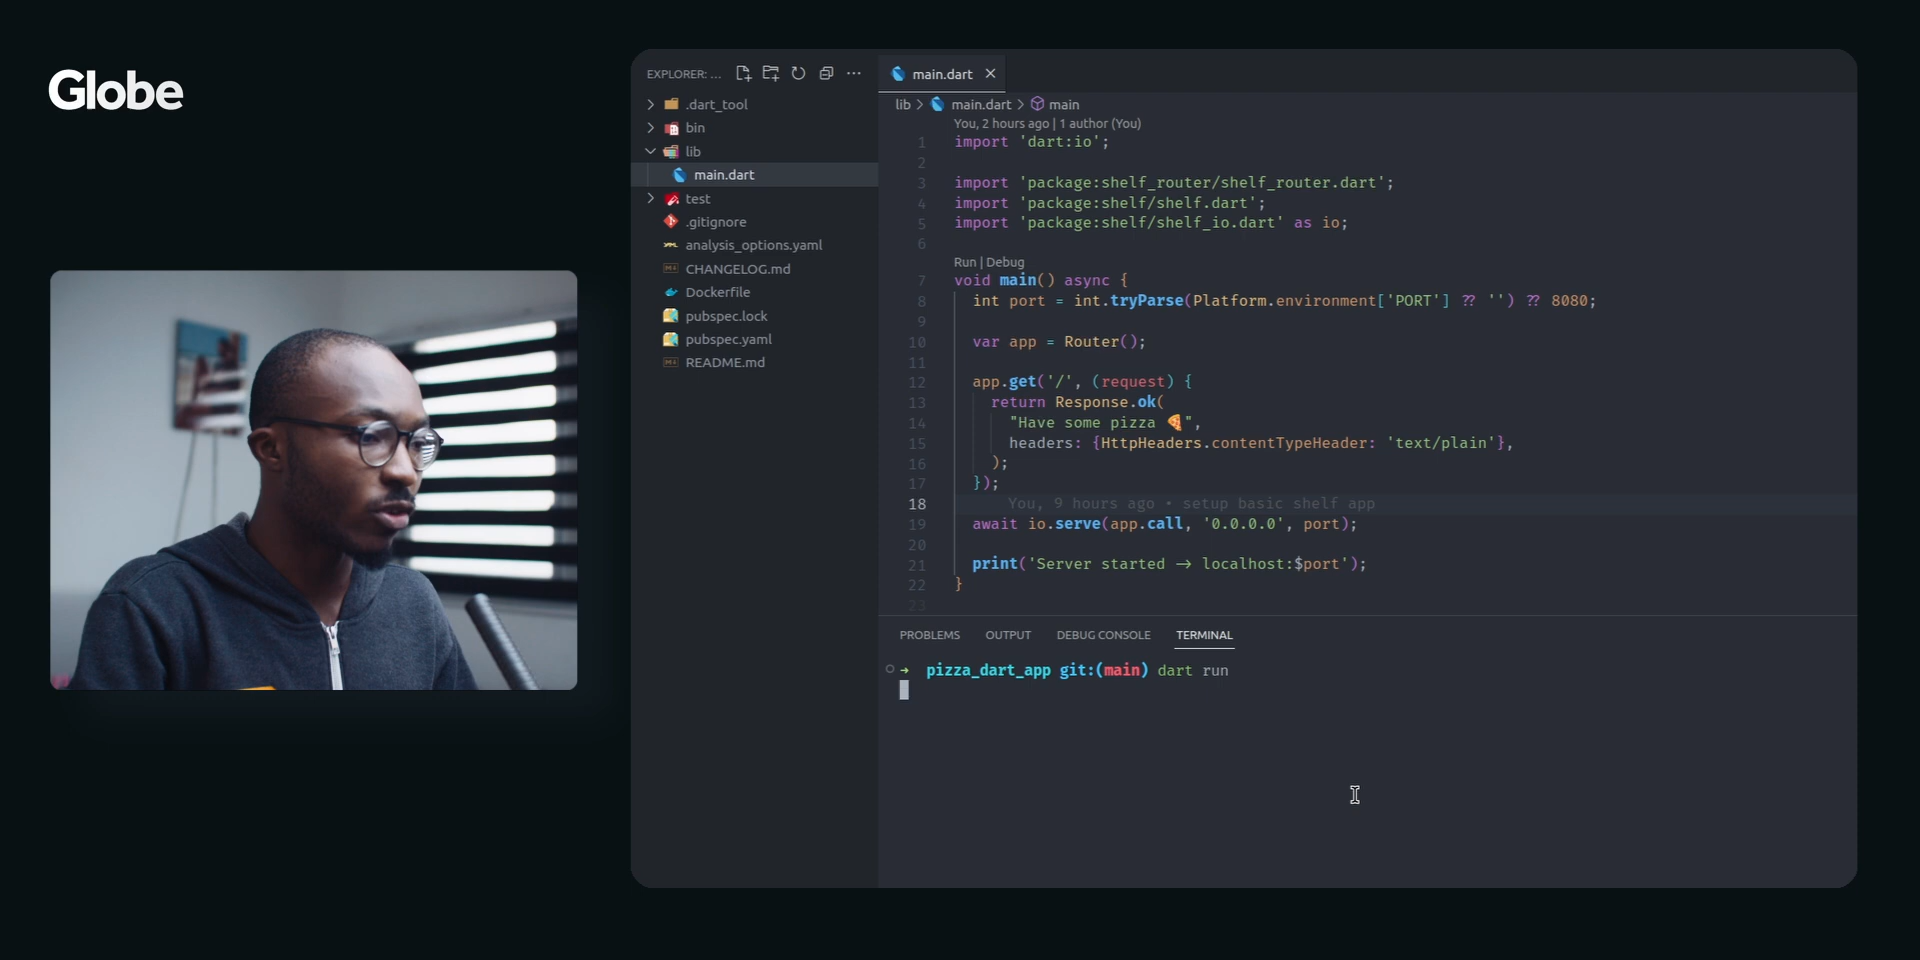 Globe
EXPLORER: ...
.dart_tool
bin
lib
main.dart
test
.gitignore
analysis_options.yaml
CHANGELOG.md
Dockerfile
pubspec.lock
pubspec.yaml
README.md
main.dart
lib > main.dart > main
You, 2 hours ago | 1 author (You)
1 import 'dart:io';
2
3 import 'package:shelf_router/shelf_router.dart';
4 import 'package:shelf/shelf.dart';
5 import 'package:shelf/shelf_io.dart' as io;
6
Run | Debug
7 void main() async {
8 int port = int.tryParse(Platform.environment['PORT'] ?? '') ?? 8080;
9
10 var app = Router();
11
12 app.get('/', (request) {
13 return Response.ok(
14 "Have some pizza 🍕",
15 headers: {HttpHeaders.contentTypeHeader: 'text/plain'},
16 );
17 });
18 You, 9 hours ago • setup basic shelf app
19 await io.serve(app.call, '0.0.0.0', port);
20
21 print('Server started → localhost:$port');
22 }
23
PROBLEMS OUTPUT DEBUG CONSOLE TERMINAL
➜ pizza_dart_app git:(main) dart run